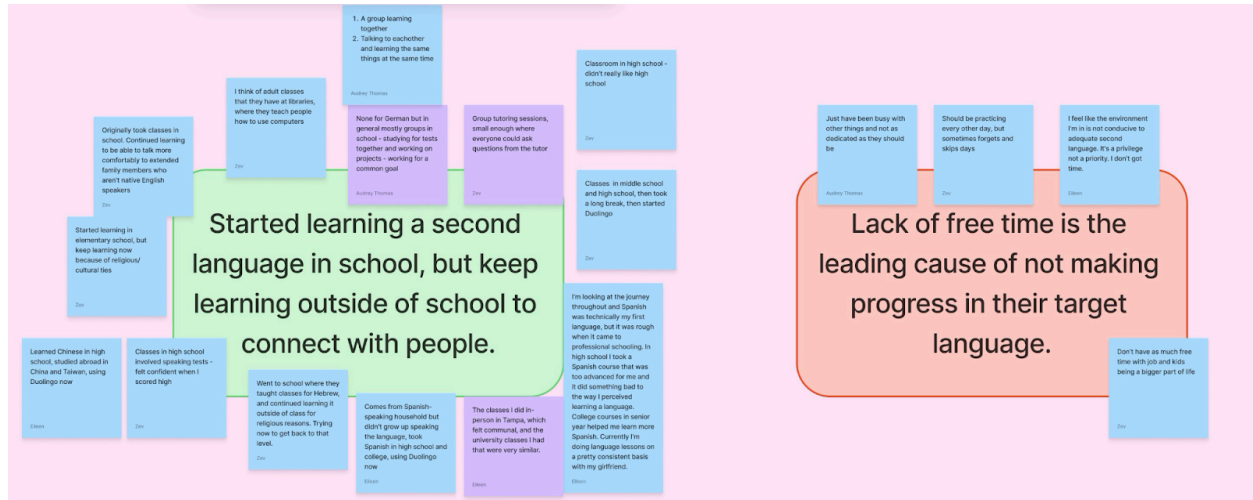 1. A group learning
together
2. Talking to eachother
and learning the same
things at the same time
Audrey Thomas
Classroom in high school -
didn't really like high
school
Zev
I think of adult classes
that they have at libraries,
where they teach people
how to use computers
Zev
None for German but in
general mostly groups in
school - studying for tests
together and working on
projects - working for a
common goal
Audrey Thomas
Group tutoring sessions,
small enough where
everyone could ask
questions from the tutor
Zev
Originally took classes in
school. Continued learning
to be able to talk more
comfortably to extended
family members who
aren't native English
speakers
Zev
Classes in middle school
and high school, then took
a long break, then started
Duolingo
Zev
Started learning in
elementary school, but
keep learning now
because of religious/
cultural ties
Zev
Started learning a second
language in school, but keep
learning outside of school to
connect with people.
I'm looking at the journey
throughout and Spanish
was technically my first
language, but it was rough
when it came to
professional schooling. In
high school I took a
Spanish course that was
too advanced for me and
it did something bad to
the way I perceived
learning a language.
College courses in senior
year helped me learn more
Spanish. Currently I'm
doing language lessons on
a pretty consistent basis
with my girlfriend.
Eileen
Learned Chinese in high
school, studied abroad in
China and Taiwan, using
Duolingo now
Eileen
Classes in high school
involved speaking tests -
felt confident when I
scored high
Zev
Went to school where they
taught classes for Hebrew,
and continued learning it
outside of class for
religious reasons. Trying
now to get back to that
level.
Zev
Comes from Spanish-
speaking household but
didn't grow up speaking
the language, took
Spanish in high school and
college, using Duolingo
now
Eileen
The classes I did in-
person in Tampa, which
felt communal, and the
university classes I had
that were very similar.
Eileen
Just have been busy with
other things and not as
dedicated as they should
be
Audrey Thomas
Should be practicing
every other day, but
sometimes forgets and
skips days
Zev
I feel like the environment
I'm in is not conducive to
adequate second
language. It's a privilege
not a priority. I don't got
time.
Eileen
Lack of free time is the
leading cause of not making
progress in their target
language.
Don't have as much free
time with job and kids
being a bigger part of life
Zev